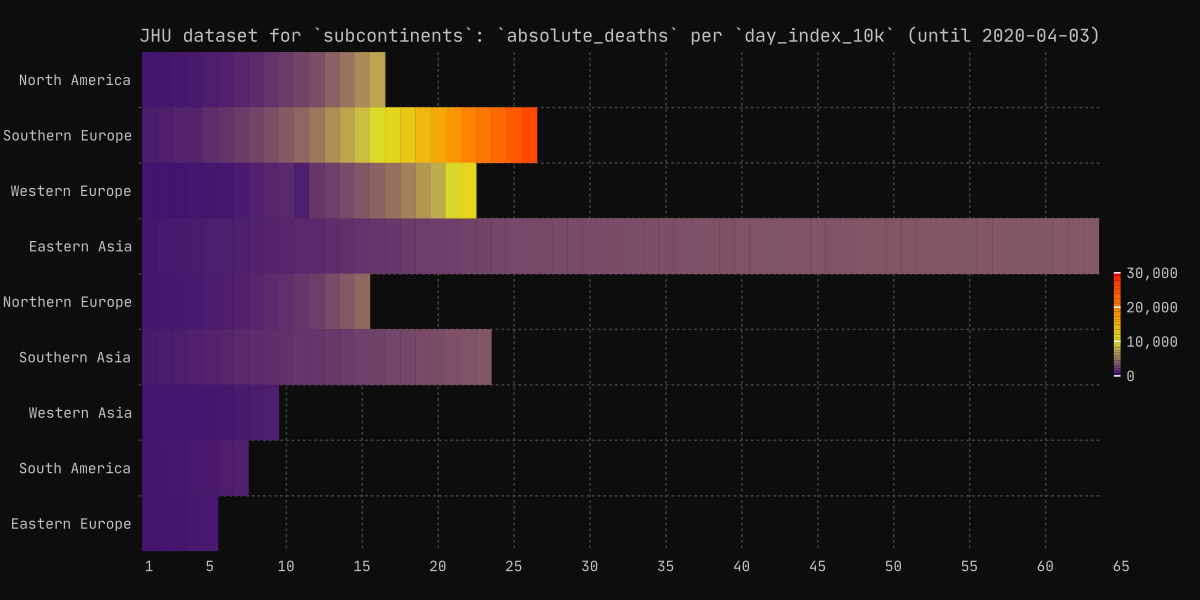 JHU dataset for `subcontinents`: `absolute_deaths` per `day_index_10k` (until 2020-04-03)
North America
Southern Europe
Western Europe
Eastern Asia
Northern Europe
Southern Asia
Western Asia
South America
Eastern Europe
30,000
20,000
10,000
0
1 5 10 15 20 25 30 35 40 45 50 55 60 65